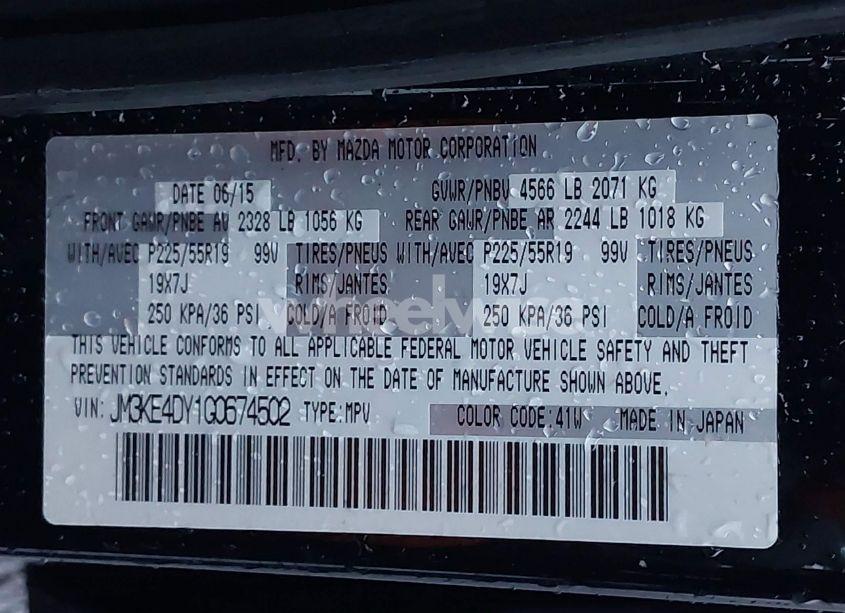 MFD. BY MAZDA MOTOR CORPORATION
DATE 06/15 GVWR/PNBV 4566 LB 2071 KG
FRONT GAWR/PNBE AV 2328 LB 1056 KG REAR GAWR/PNBE AR 2244 LB 1018 KG
WITH/AVEC P225/55R19 99V TIRES/PNEUS WITH/AVEC P225/55R19 99V TIRES/PNEUS
19X7J RIMS/JANTES 19X7J RIMS/JANTES
250 KPA/36 PSI COLD/A FROID 250 KPA/36 PSI COLD/A FROID
THIS VEHICLE CONFORMS TO ALL APPLICABLE FEDERAL MOTOR VEHICLE SAFETY AND THEFT
PREVENTION STANDARDS IN EFFECT ON THE DATE OF MANUFACTURE SHOWN ABOVE.
VIN: JM3KE4DY1G0674502 TYPE:MPV COLOR CODE:41W MADE IN JAPAN